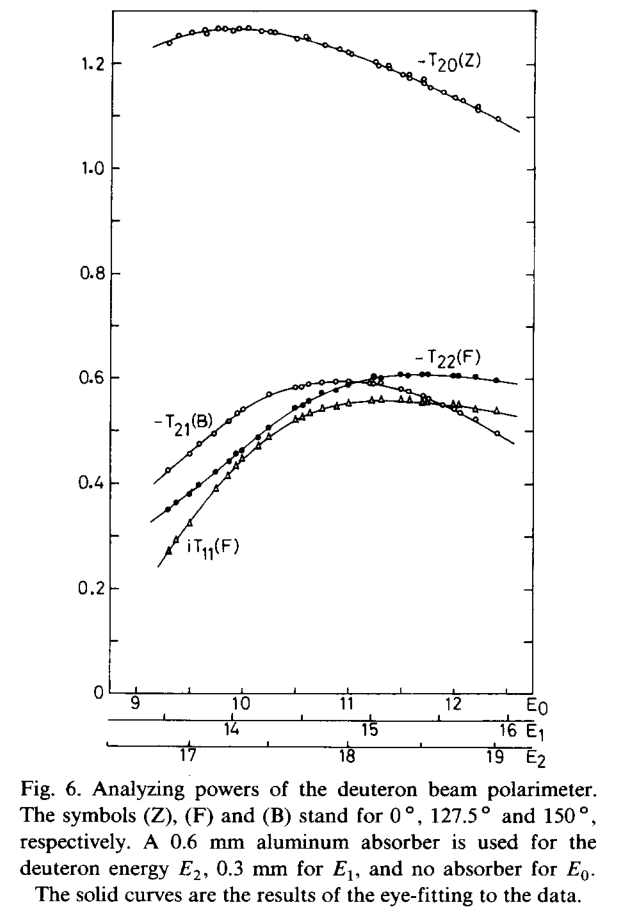 1.2
-T20(Z)
1.0
0.8
-T22(F)
0.6
-T21(B)
0.4
iT11(F)
0.2
0
9 10 11 12 E0
14 15 16 E1
17 18 19 E2
Fig. 6. Analyzing powers of the deuteron beam polarimeter.
The symbols (Z), (F) and (B) stand for 0°, 127.5° and 150°,
respectively. A 0.6 mm aluminum absorber is used for the
deuteron energy E2, 0.3 mm for E1, and no absorber for E0.
The solid curves are the results of the eye-fitting to the data.